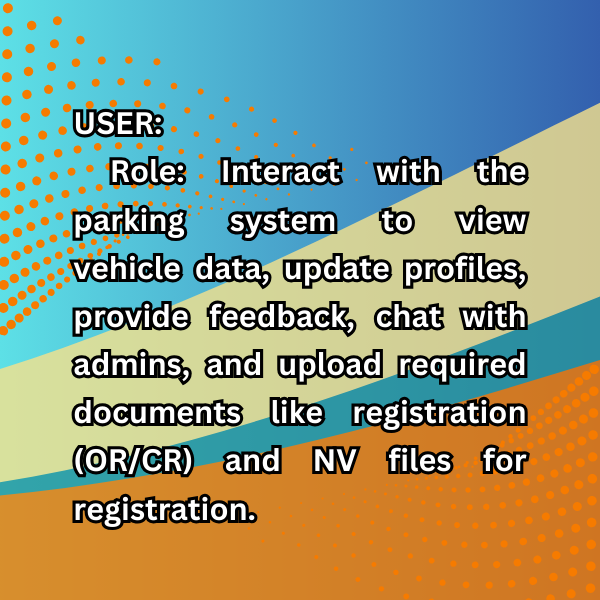 USER:
Role: Interact with the
parking system to view
vehicle data, update profiles,
provide feedback, chat with
admins, and upload required
documents like registration
(OR/CR) and NV files for
registration.